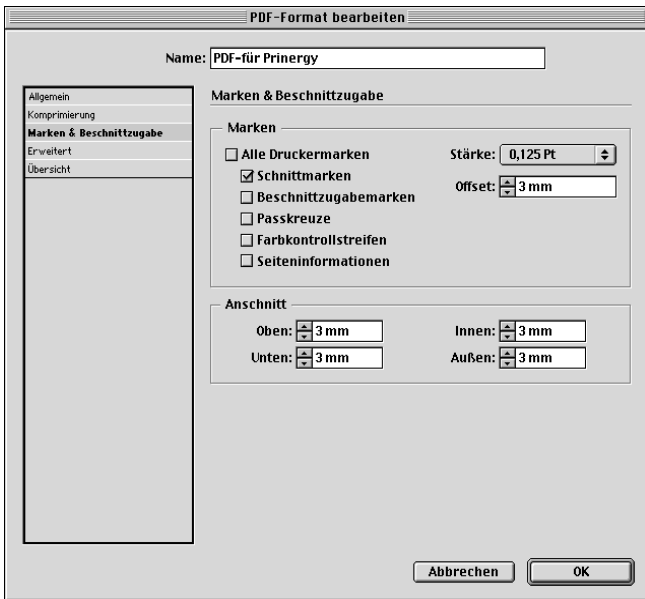 PDF-Format bearbeiten
Name: PDF-für Prinergy
Allgemein
Komprimierung
Marken & Beschnittzugabe
Erweitert
Übersicht
Marken & Beschnittzugabe
Marken
Alle Druckermarken
Schnittmarken
Beschnittzugabemarken
Passkreuze
Farbkontrollstreifen
Seiteninformationen
Stärke: 0,125 Pt
Offset: 3 mm
Anschnitt
Oben: 3 mm
Innen: 3 mm
Unten: 3 mm
Außen: 3 mm
Abbrechen
OK